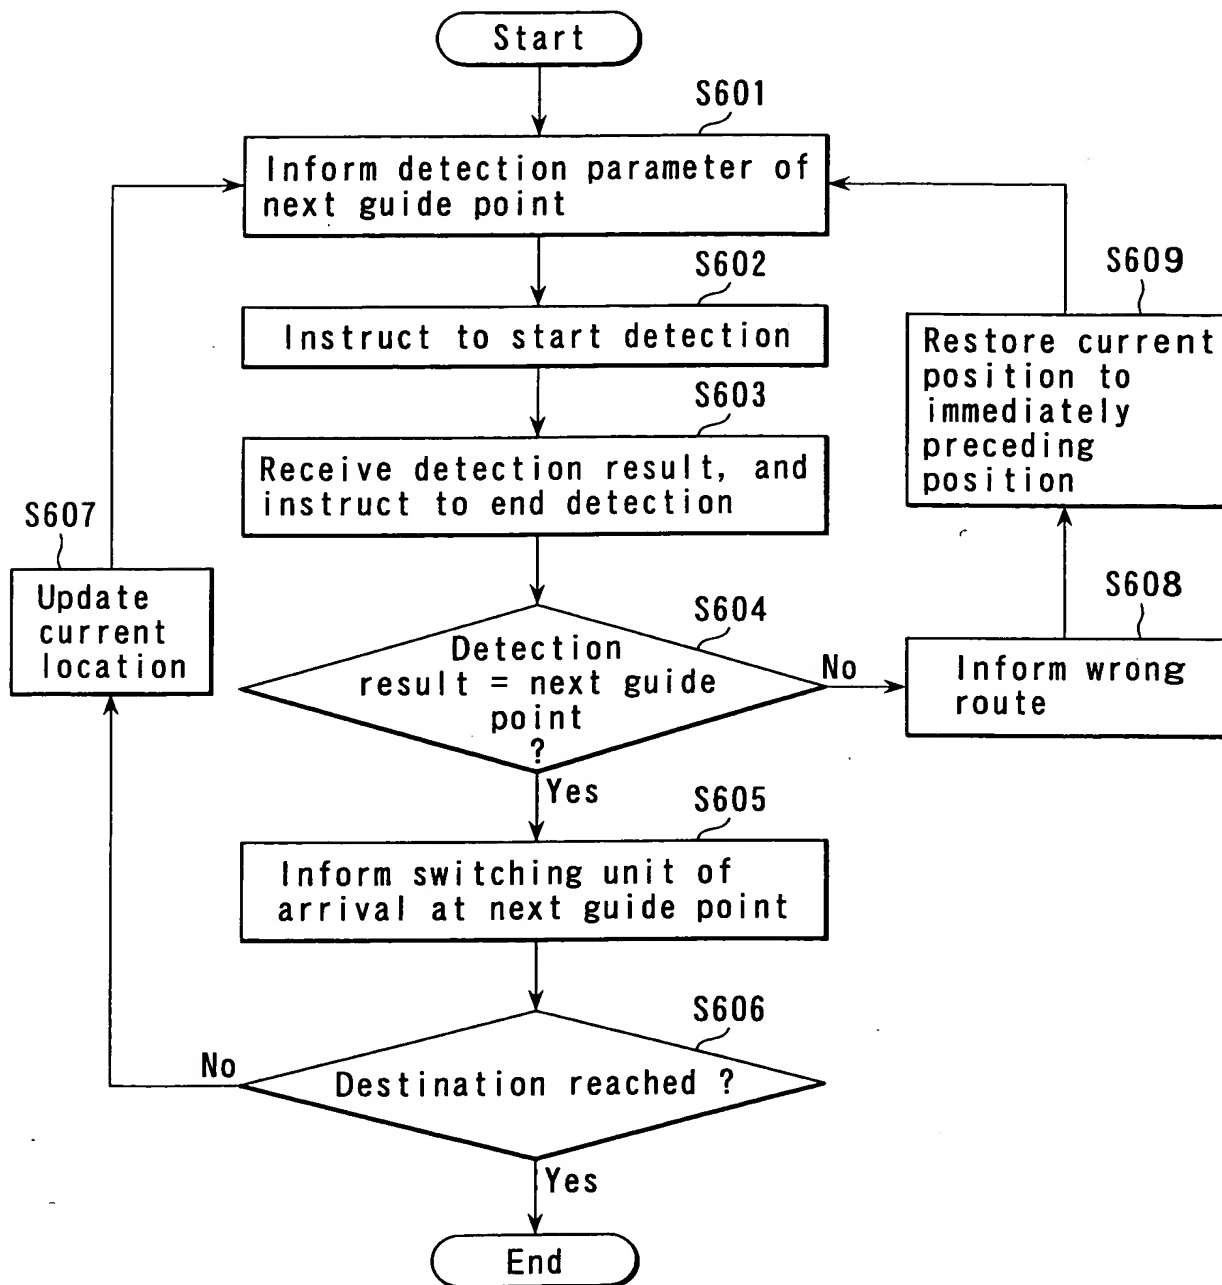 Start
S601
Inform detection parameter of
next guide point
S602
Instruct to start detection
S609
Restore current
position to
immediately
preceding
position
S603
Receive detection result, and
instruct to end detection
S607
Update
current
location
S604
Detection
result = next guide
point
?
No
S608
Inform wrong
route
Yes
S605
Inform switching unit of
arrival at next guide point
S606
No
Destination reached ?
Yes
End